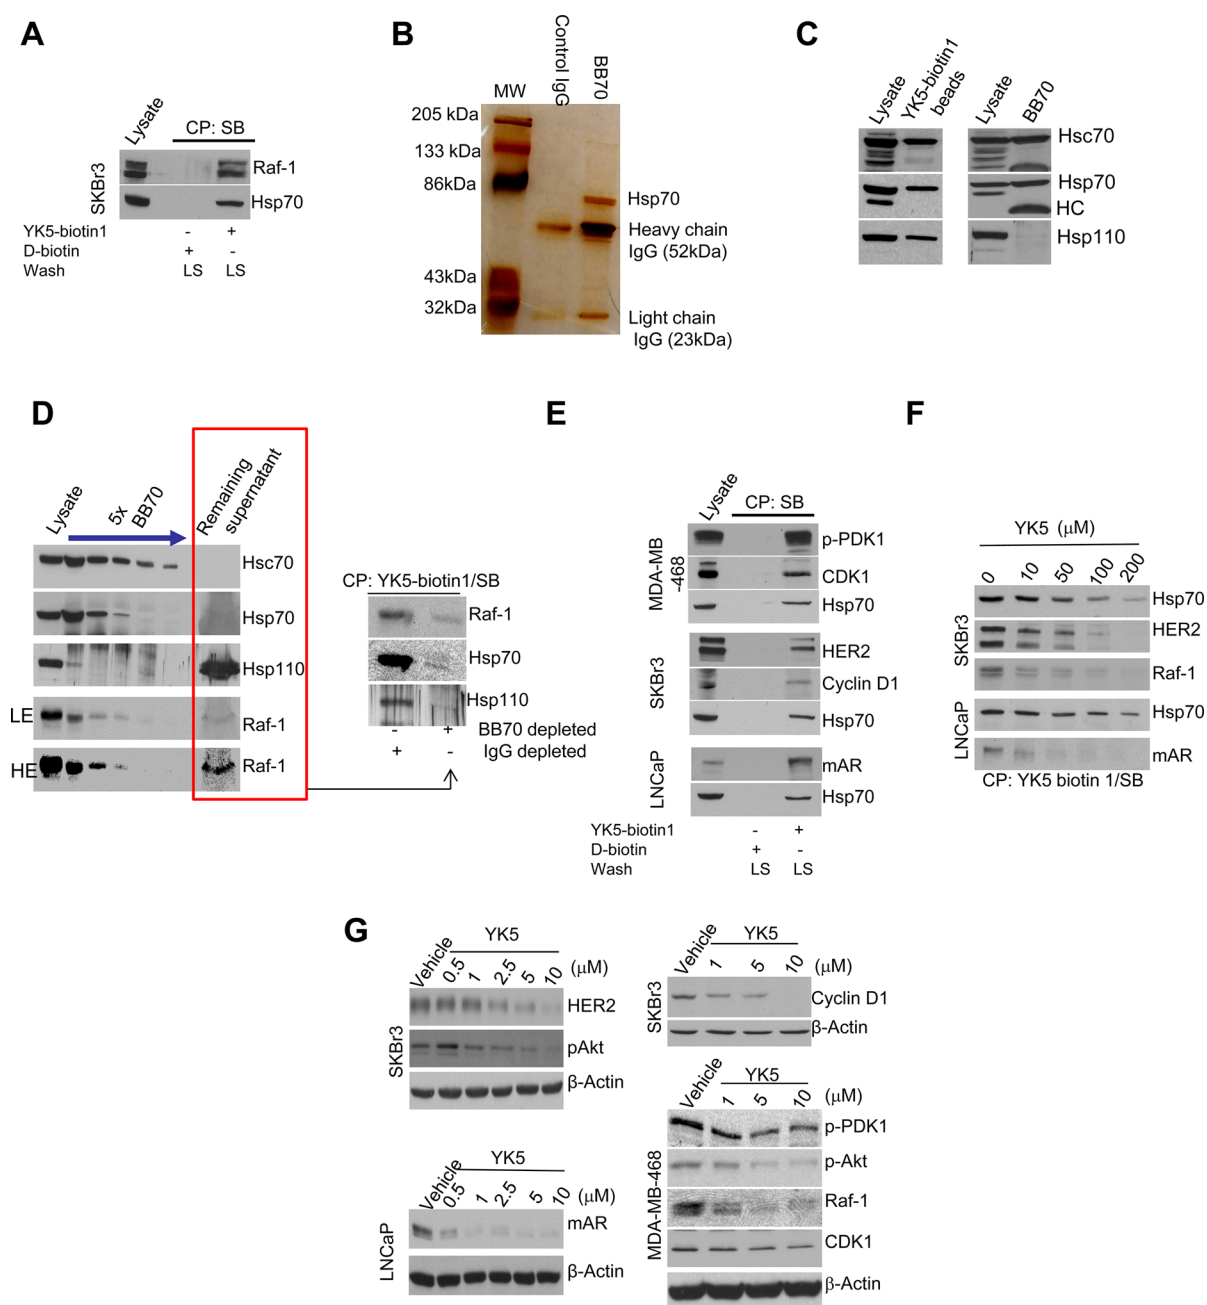 A
Lysate
CP: SB
SKBr3
Raf-1
Hsp70
YK5-biotin1 - +
D-biotin + -
Wash LS LS
B
MW
Control IgG
BB70
205 kDa
133 kDa
86kDa
43kDa
32kDa
Hsp70
Heavy chain
IgG (52kDa)
Light chain
IgG (23kDa)
C
Lysate
YK5-biotin1
beads
Lysate
BB70
Hsc70
Hsp70
HC
Hsp110
D
Lysate
5x
BB70
Remaining
supernatant
Hsc70
Hsp70
Hsp110
LE
Raf-1
HE
Raf-1
CP: YK5-biotin1/SB
Raf-1
Hsp70
Hsp110
- + BB70 depleted
+ - IgG depleted
E
Lysate
CP: SB
MDA-MB
-468
p-PDK1
CDK1
Hsp70
SKBr3
HER2
Cyclin D1
Hsp70
LNCaP
mAR
Hsp70
YK5-biotin1 - +
D-biotin + -
Wash LS LS
F
YK5 (μM)
0 10 50 100 200
SKBr3
Hsp70
HER2
Raf-1
LNCaP
Hsp70
mAR
CP: YK5 biotin 1/SB
G
YK5
Vehicle 0.5 1 2.5 5 10 (μM)
SKBr3
HER2
pAkt
β-Actin
YK5
Vehicle 0.5 1 2.5 5 10 (μM)
LNCaP
mAR
β-Actin
YK5
Vehicle 1 5 10 (μM)
SKBr3
Cyclin D1
β-Actin
YK5
Vehicle 1 5 10 (μM)
MDA-MB-468
p-PDK1
p-Akt
Raf-1
CDK1
β-Actin